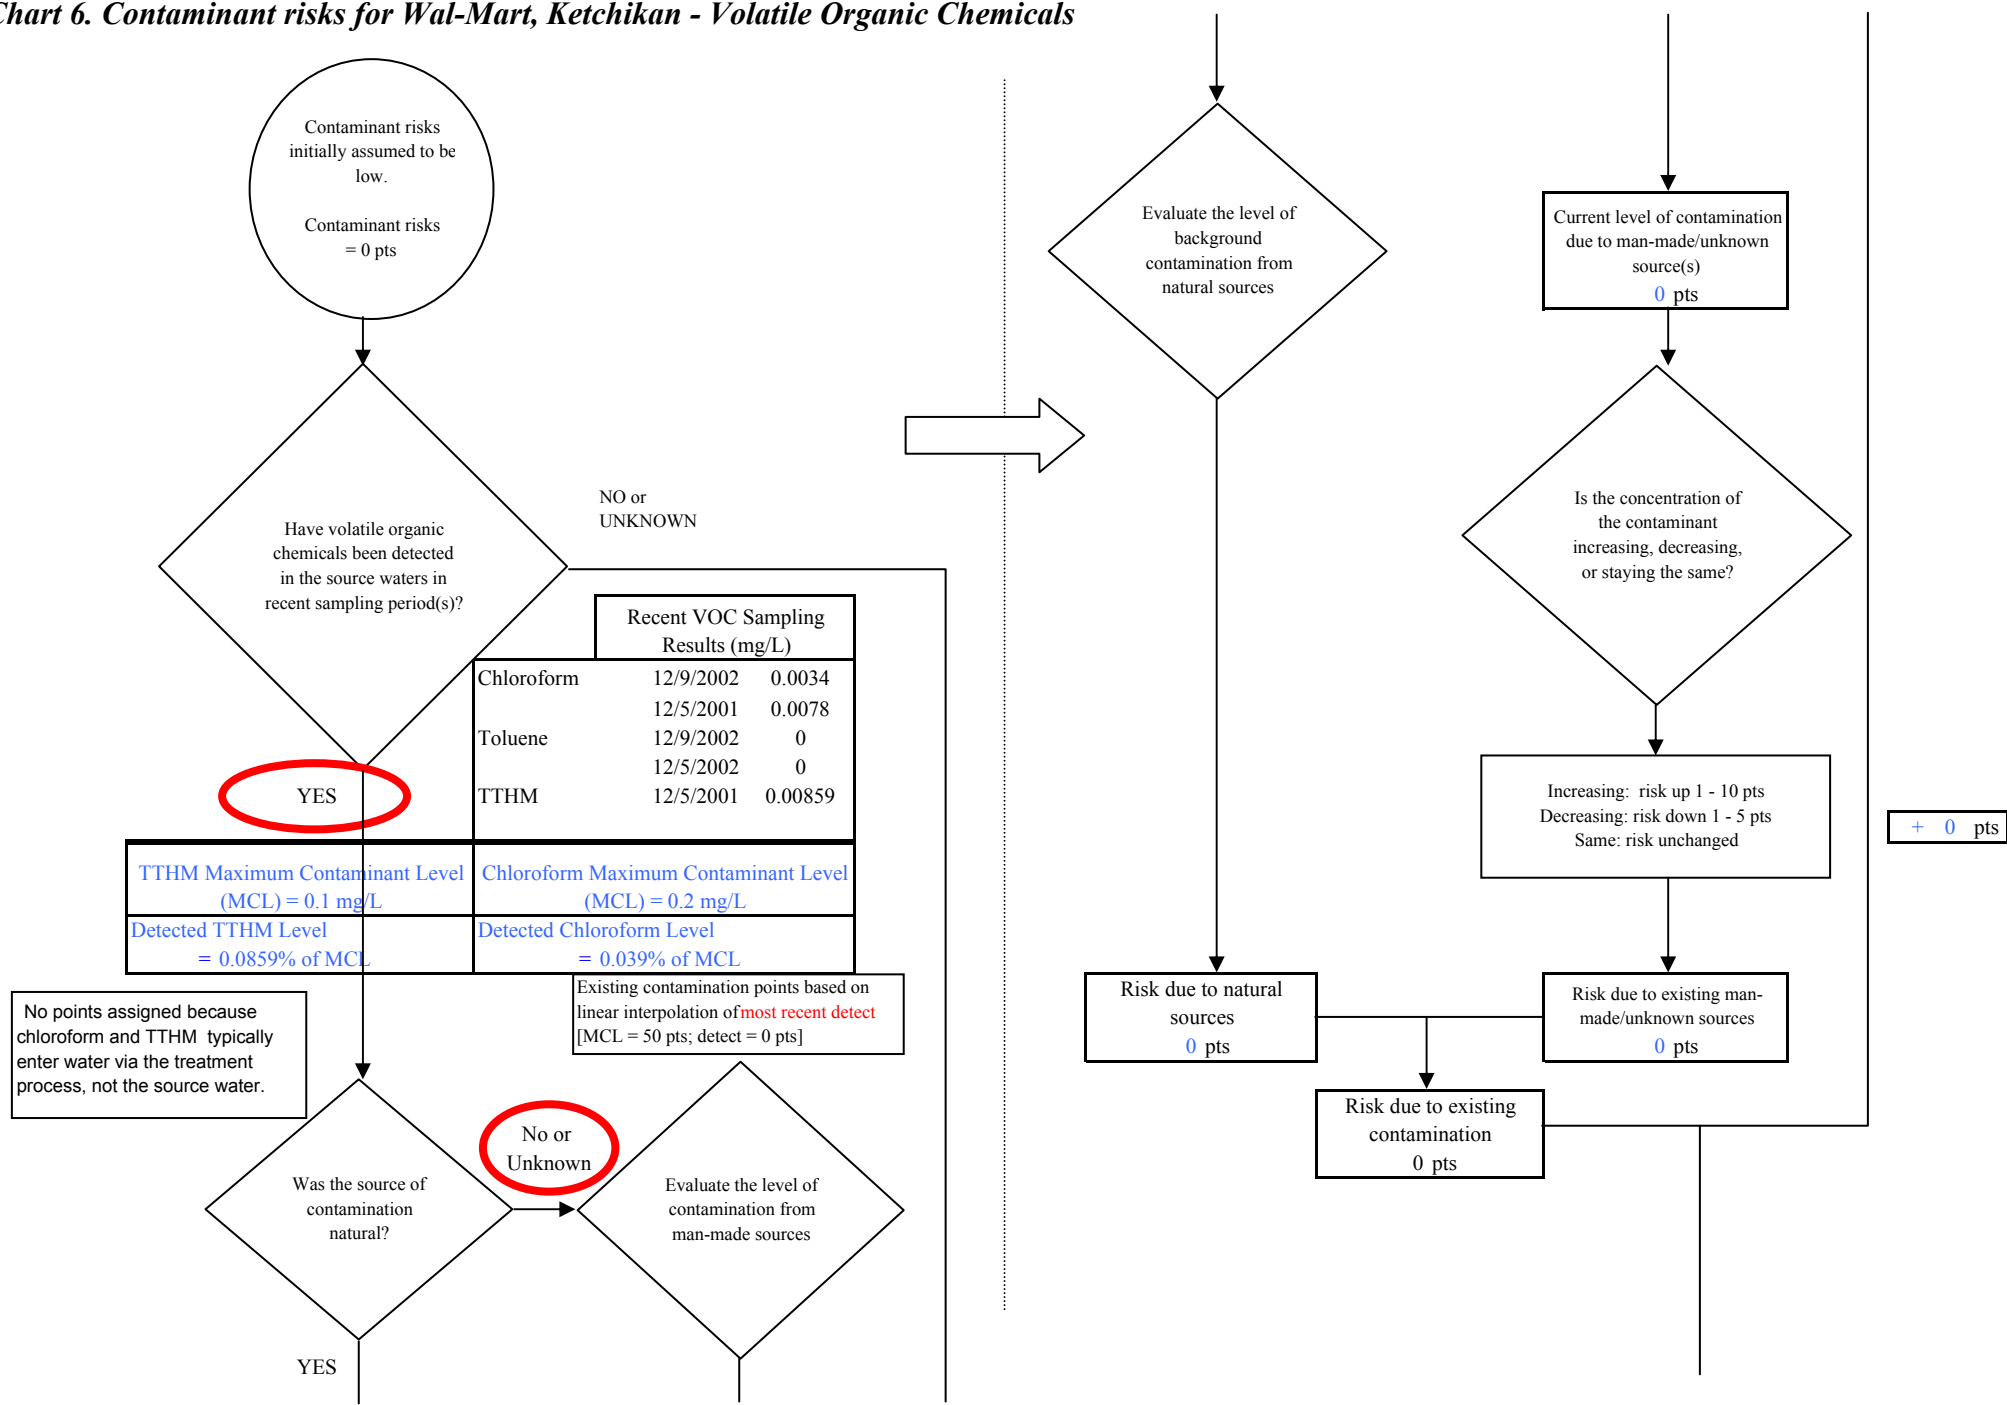 hart 6. Contaminant risks for Wal-Mart, Ketchikan - Volatile Organic Chemicals
Contaminant risks
initially assumed to be
low.
Contaminant risks
= 0 pts
Have volatile organic
chemicals been detected
in the source waters in
recent sampling period(s)?
NO or
UNKNOWN
Recent VOC Sampling
Results (mg/L)
Chloroform 12/9/2002 0.0034
12/5/2001 0.0078
Toluene 12/9/2002 0
12/5/2002 0
TTHM 12/5/2001 0.00859
YES
TTHM Maximum Contaminant Level
(MCL) = 0.1 mg/L
Chloroform Maximum Contaminant Level
(MCL) = 0.2 mg/L
Detected TTHM Level
= 0.0859% of MCL
Detected Chloroform Level
= 0.039% of MCL
Existing contamination points based on
linear interpolation of most recent detect
[MCL = 50 pts; detect = 0 pts]
No points assigned because
chloroform and TTHM typically
enter water via the treatment
process, not the source water.
Was the source of
contamination
natural?
No or
Unknown
Evaluate the level of
contamination from
man-made sources
YES
Evaluate the level of
background
contamination from
natural sources
Current level of contamination
due to man-made/unknown
source(s)
0 pts
Is the concentration of
the contaminant
increasing, decreasing,
or staying the same?
Increasing: risk up 1 - 10 pts
Decreasing: risk down 1 - 5 pts
Same: risk unchanged
+ 0 pts
Risk due to natural
sources
0 pts
Risk due to existing man-
made/unknown sources
0 pts
Risk due to existing
contamination
0 pts